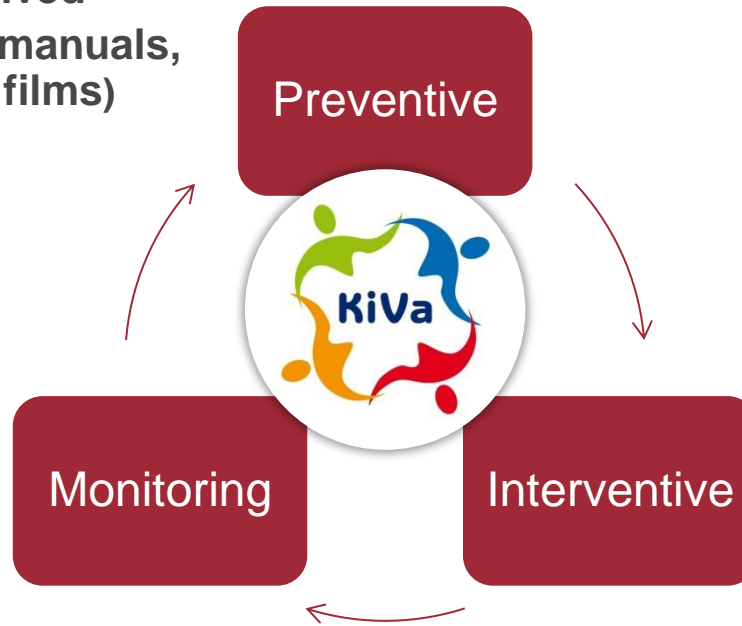 manuals,
films)
Preventive
KiVa
Monitoring
Interventive